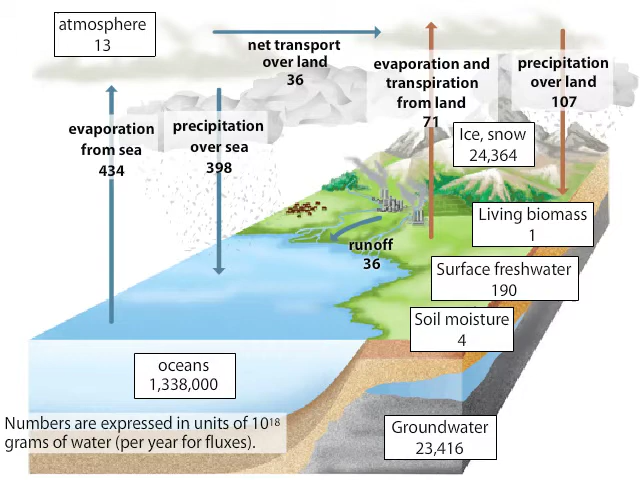 atmosphere
13
net transport
over land
36
evaporation and
transpiration
from land
71
precipitation
over land
107
evaporation
from sea
434
precipitation
over sea
398
Ice, snow
24,364
Living biomass
1
runoff
36
Surface freshwater
190
Soil moisture
4
oceans
1,338,000
Groundwater
23,416
Numbers are expressed in units of 10¹⁸
grams of water (per year for fluxes).